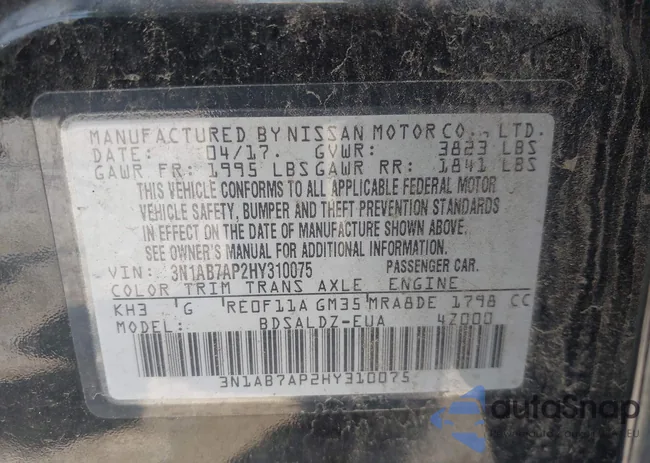 MANUFACTURED BY NISSAN MOTOR CO., LTD.
DATE: 04/17. GVWR: 3823 LBS
GAWR FR: 1995 LBS GAWR RR: 1841 LBS
THIS VEHICLE CONFORMS TO ALL APPLICABLE FEDERAL MOTOR
VEHICLE SAFETY, BUMPER AND THEFT PREVENTION STANDARDS
IN EFFECT ON THE DATE OF MANUFACTURE SHOWN ABOVE.
SEE OWNER'S MANUAL FOR ADDITIONAL INFORMATION.
VIN: 3N1AB7AP2HY310075 PASSENGER CAR.
COLOR TRIM TRANS AXLE ENGINE
KH3 G RE0F11A GM35 MRA8DE 1798 CC
MODEL: BDSALDZ-EUA 4Z000
3N1AB7AP2HY310075
autoSnap